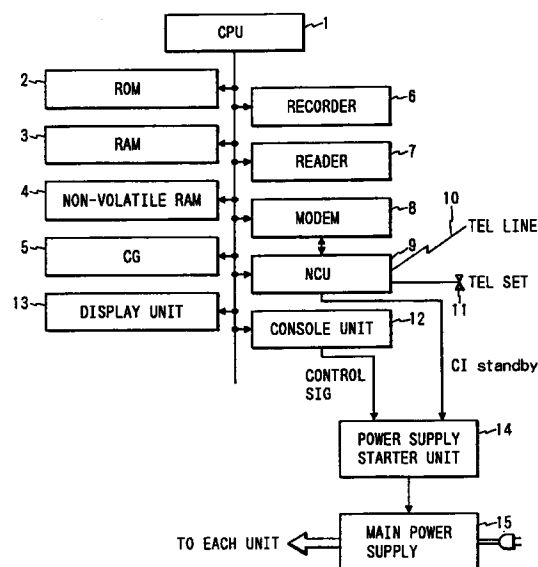 CPU 1
2 ROM
RECORDER 6
3 RAM
READER 7
4 NON-VOLATILE RAM
MODEM 8
10
TEL LINE
5 CG
NCU 9
TEL SET
11
13 DISPLAY UNIT
CONSOLE UNIT 12
CONTROL
SIG
CI standby
POWER SUPPLY
STARTER UNIT
14
TO EACH UNIT
MAIN POWER
SUPPLY
15